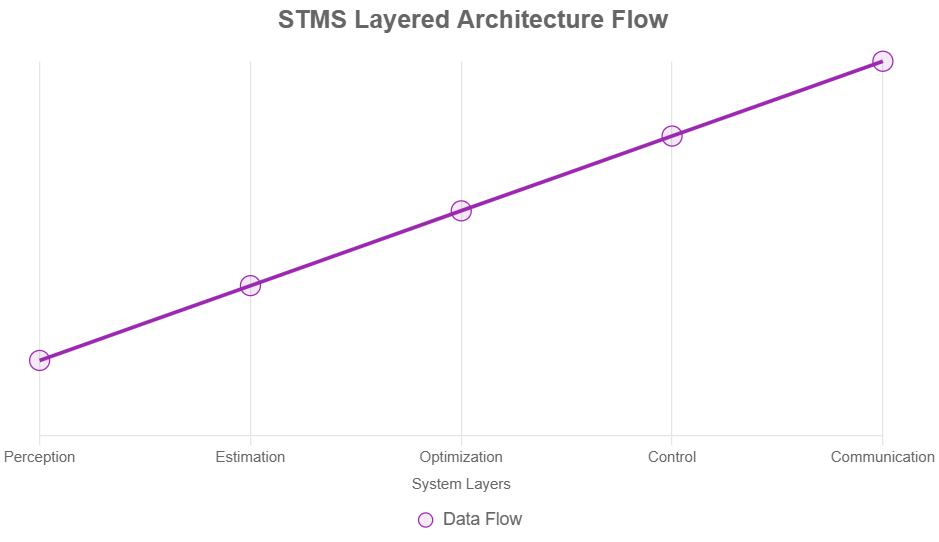 STMS Layered Architecture Flow
Perception Estimation Optimization Control Communication
System Layers
Data Flow